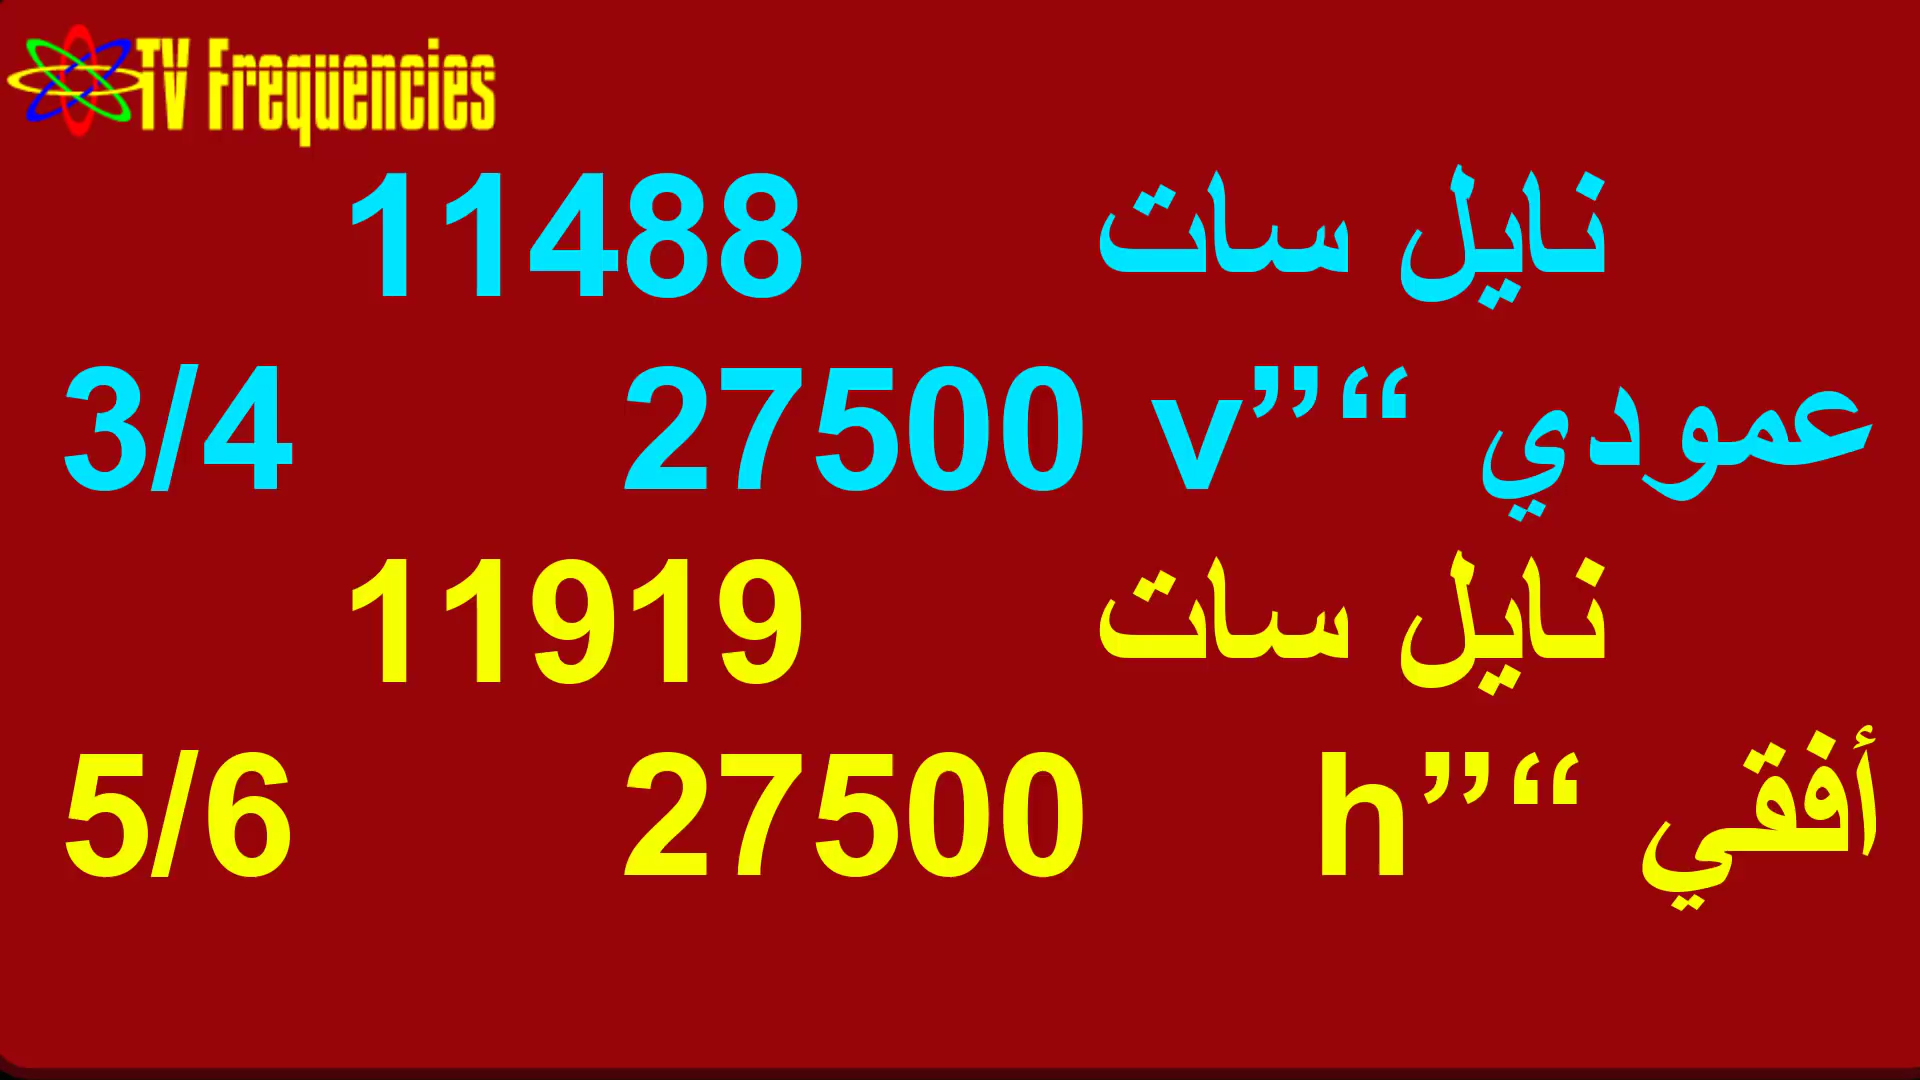 TV Frequencies
نايل سات 11488
عمودي “”v 27500 3/4
نايل سات 11919
أفقي “”h 27500 5/6